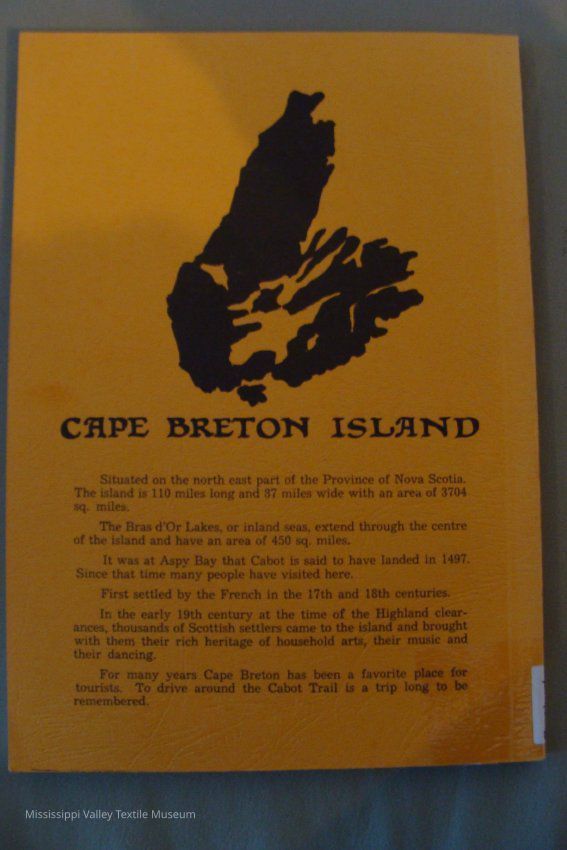 CAPE BRETON ISLAND
Situated on the north east part of the Province of Nova Scotia.
The island is 110 miles long and 87 miles wide with an area of 3704
sq. miles.
The Bras d'Or Lakes, or inland seas, extend through the centre
of the island and have an area of 450 sq. miles.
It was at Aspy Bay that Cabot is said to have landed in 1497.
Since that time many people have visited here.
First settled by the French in the 17th and 18th centuries.
In the early 19th century at the time of the Highland clear-
ances, thousands of Scottish settlers came to the island and brought
with them their rich heritage of household arts, their music and
their dancing.
For many years Cape Breton has been a favorite place for
tourists. To drive around the Cabot Trail is a trip long to be
remembered.
Mississippi Valley Textile Museum